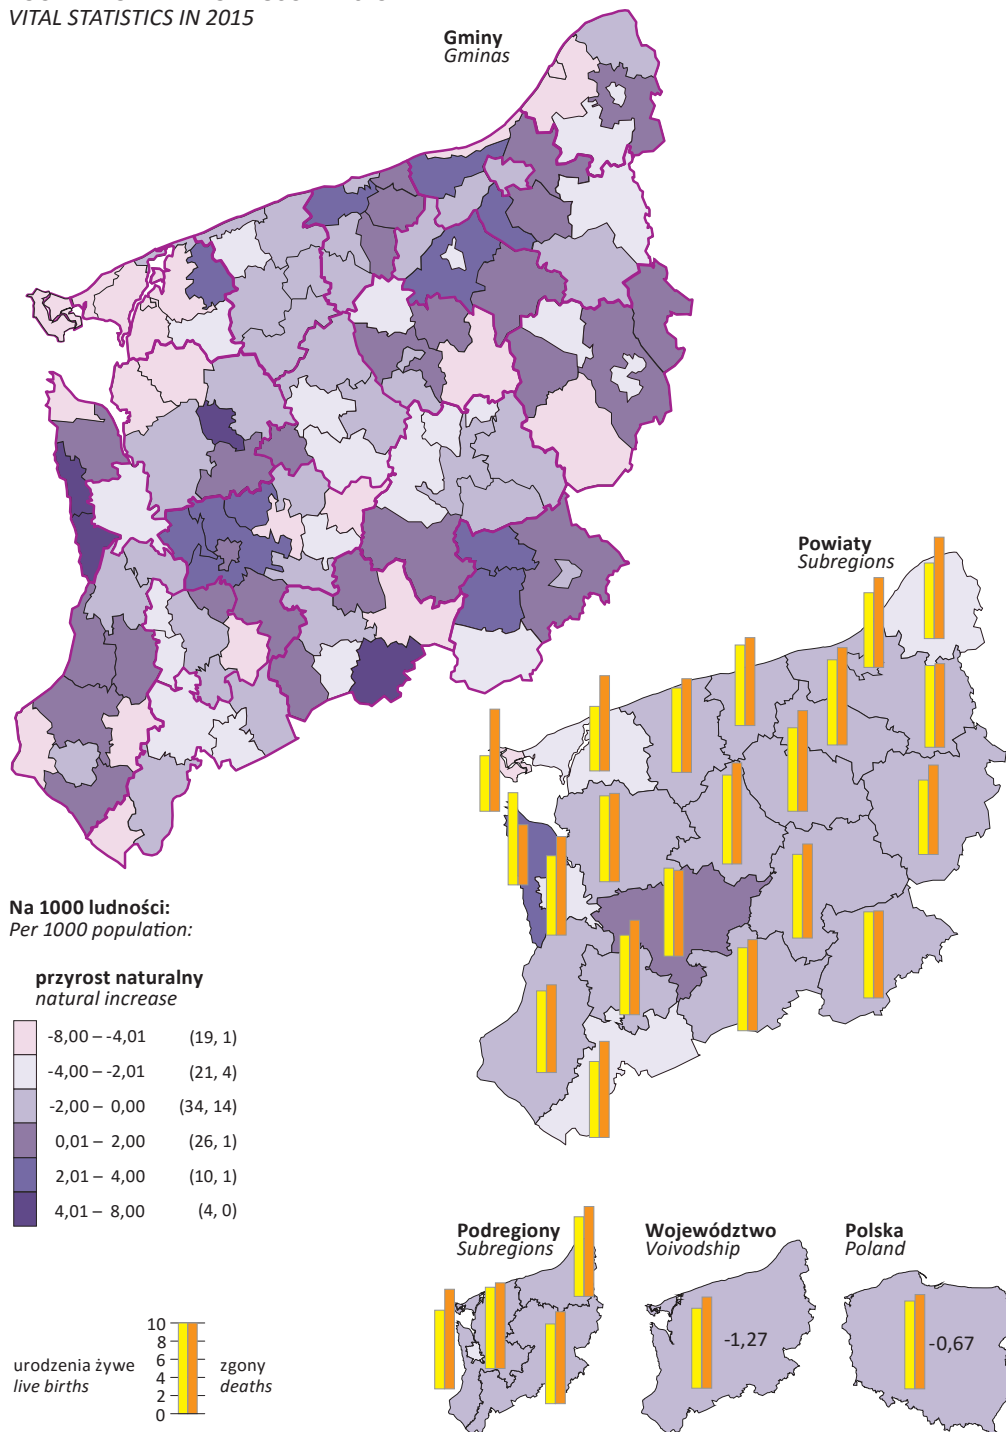 VITAL STATISTICS IN 2015
Gminy
Gminas
Powiaty
Subregions
Na 1000 ludności:
Per 1000 population:
przyrost naturalny
natural increase
-8,00 – -4,01 (19, 1)
-4,00 – -2,01 (21, 4)
-2,00 – 0,00 (34, 14)
0,01 – 2,00 (26, 1)
2,01 – 4,00 (10, 1)
4,01 – 8,00 (4, 0)
Podregiony
Subregions
Województwo
Voivodship
Polska
Poland
-1,27
-0,67
urodzenia żywe
live births
10
8
6
4
2
0
zgony
deaths